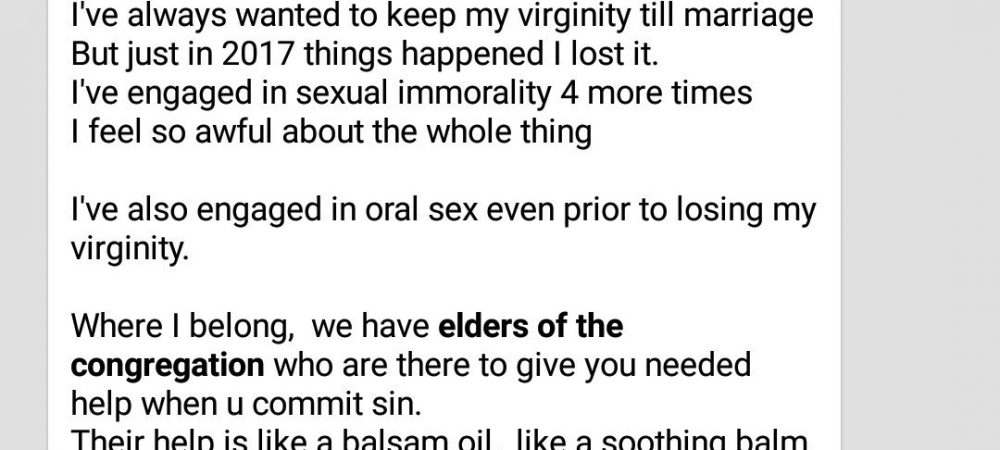 I've always wanted to keep my virginity till marriage
But just in 2017 things happened I lost it.
I've engaged in sexual immorality 4 more times
I feel so awful about the whole thing
I've also engaged in oral sex even prior to losing my
virginity.
Where I belong,  we have elders of the
congregation who are there to give you needed
help when u commit sin.
Their help is like a balsam oil,  like a soothing balm